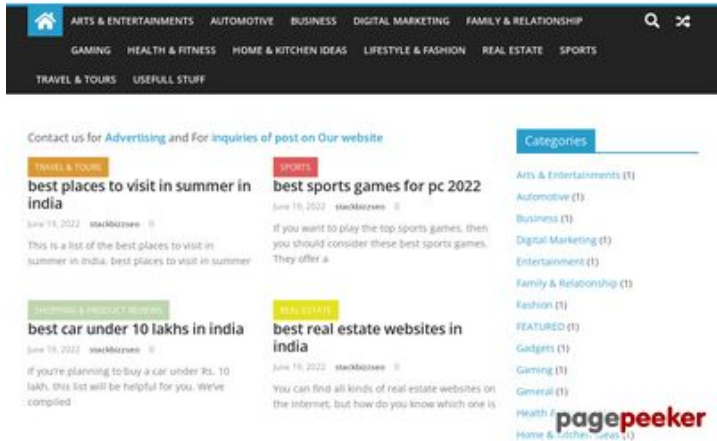 ARTS & ENTERTAINMENTS AUTOMOTIVE BUSINESS DIGITAL MARKETING FAMILY & RELATIONSHIP
GAMING HEALTH & FITNESS HOME & KITCHEN IDEAS LIFESTYLE & FASHION REAL ESTATE SPORTS
TRAVEL & TOURS USEFULL STUFF
Contact us for Advertising and For inquiries of post on Our website
TRAVEL & TOURS
best places to visit in summer in
india
June 19, 2022 stackbizzseo 0
This is a list of the best places to visit in
summer in India. best places to visit in summer
SPORTS
best sports games for pc 2022
June 19, 2022 stackbizzseo 0
If you want to play the top sports games, then
you should consider these best sports games.
They offer a
SHOPPING & PRODUCT REVIEWS
best car under 10 lakhs in india
June 19, 2022 stackbizzseo 0
If you're planning to buy a car under Rs. 10
lakh, this list will be helpful for you. We've
compiled
REAL ESTATE
best real estate websites in
india
June 19, 2022 stackbizzseo 0
You can find all kinds of real estate websites on
the internet, but how do you know which one is
Categories
Arts & Entertainments (1)
Automotive (1)
Business (1)
Digital Marketing (1)
Entertainment (1)
Family & Relationship (1)
Fashion (1)
FEATURED (1)
Gadgets (1)
Gaming (1)
General (1)
Health
Home & Kitchen Ideas (1)
pagepeeker